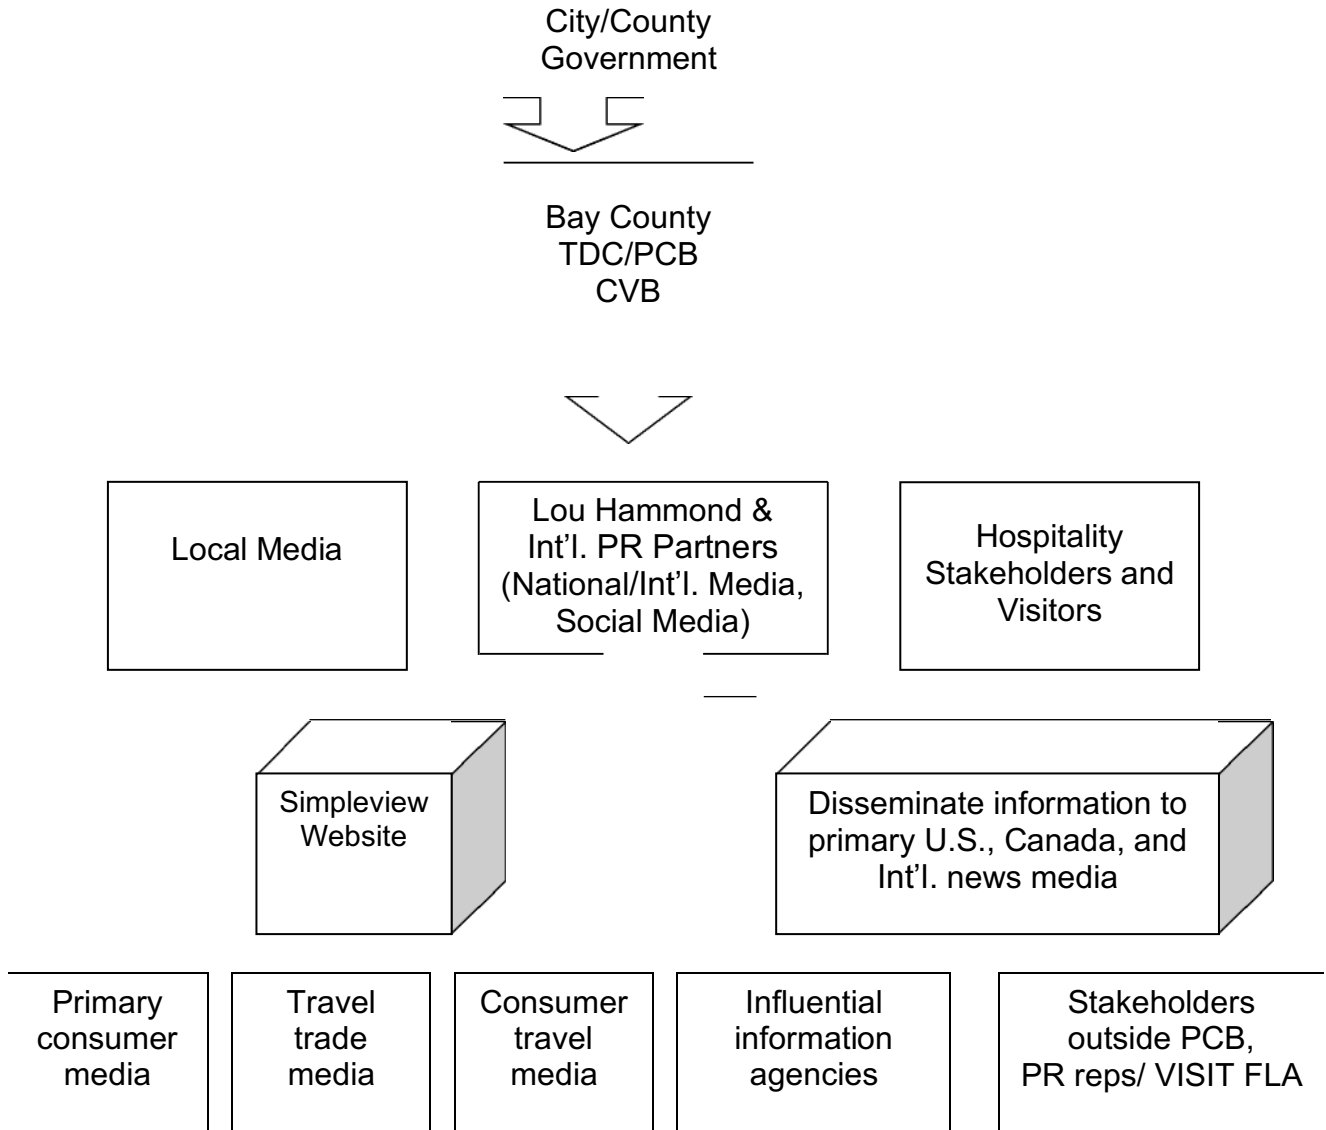 City/County
Government
Bay County
TDC/PCB
CVB
Local Media
Lou Hammond &
Int’l. PR Partners
(National/Int’l. Media,
Social Media)
Hospitality
Stakeholders and
Visitors
Simpleview
Website
Disseminate information to
primary U.S., Canada, and
Int’l. news media
Primary
consumer
media
Travel
trade
media
Consumer
travel
media
Influential
information
agencies
Stakeholders
outside PCB,
PR reps/ VISIT FLA